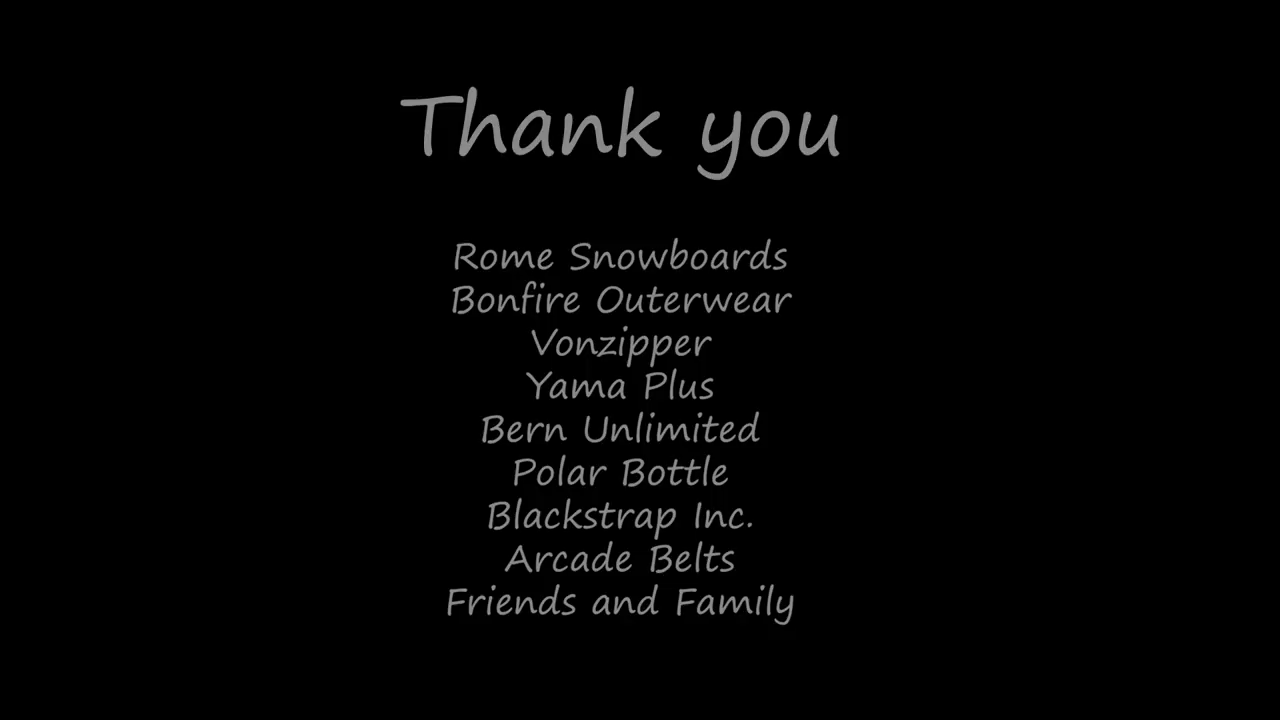 Thank you
Rome Snowboards
Bonfire Outerwear
Vonzipper
Yama Plus
Bern Unlimited
Polar Bottle
Blackstrap Inc.
Arcade Belts
Friends and Family